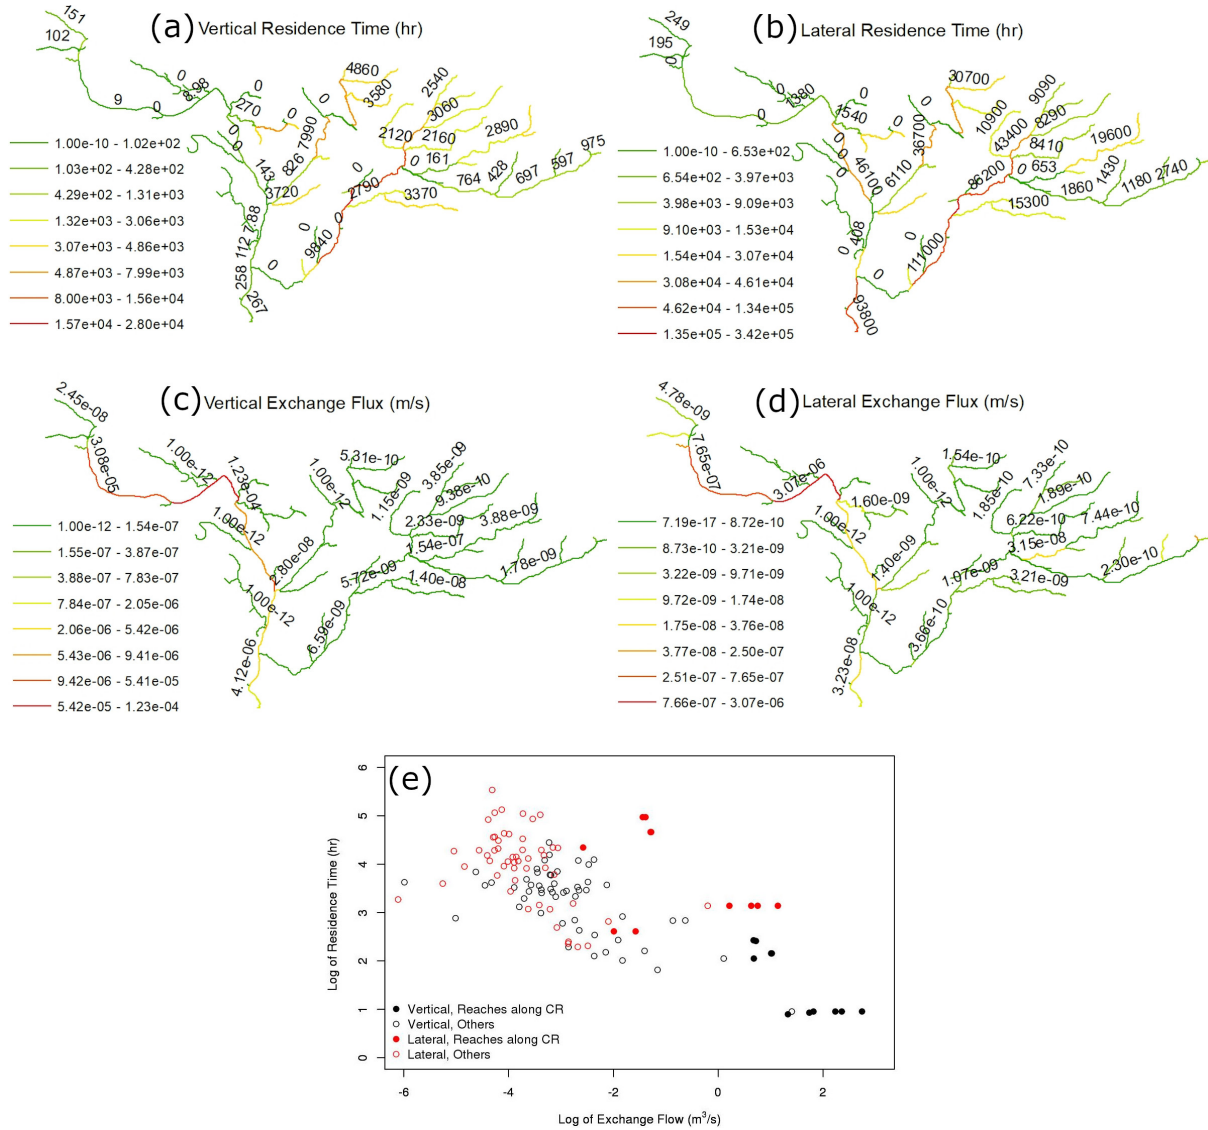 (a) Vertical Residence Time (hr)
151
102
9
0
8.98
0
0
270
0
0
0
7990
826
143
3720
7.88
112
258
267
0
0
0
9840
2790
0
4860
3580
2540
3060
2120
2160
2890
161
0
764
428
697
597
975
3370
1.00e-10 - 1.02e+02
1.03e+02 - 4.28e+02
4.29e+02 - 1.31e+03
1.32e+03 - 3.06e+03
3.07e+03 - 4.86e+03
4.87e+03 - 7.99e+03
8.00e+03 - 1.56e+04
1.57e+04 - 2.80e+04
(b) Lateral Residence Time (hr)
249
195
0
0
1380
0
1540
0
0
0
36700
46100
6110
408
0
93800
0
0
111000
86200
30700
10900
9090
8290
43400
8410
19600
0
653
1860
1430
1180
2740
15300
1.00e-10 - 6.53e+02
6.54e+02 - 3.97e+03
3.98e+03 - 9.09e+03
9.10e+03 - 1.53e+04
1.54e+04 - 3.07e+04
3.08e+04 - 4.61e+04
4.62e+04 - 1.34e+05
1.35e+05 - 3.42e+05
(c) Vertical Exchange Flux (m/s)
2.45e-08
3.08e-05
1.00e-12
1.23e-04
1.00e-12
1.00e-12
5.31e-10
1.15e-09
3.85e-09
9.38e-10
2.33e-09
3.88e-09
1.54e-07
2.80e-08
5.72e-09
1.40e-08
1.78e-09
1.00e-12
6.59e-09
4.12e-06
1.00e-12 - 1.54e-07
1.55e-07 - 3.87e-07
3.88e-07 - 7.83e-07
7.84e-07 - 2.05e-06
2.06e-06 - 5.42e-06
5.43e-06 - 9.41e-06
9.42e-06 - 5.41e-05
5.42e-05 - 1.23e-04
(d) Lateral Exchange Flux (m/s)
4.78e-09
7.65e-07
3.07e-06
1.60e-09
1.00e-12
1.00e-12
1.54e-10
1.85e-10
7.33e-10
1.89e-10
6.22e-10
7.44e-10
3.15e-08
1.40e-09
1.07e-09
3.21e-09
2.30e-10
1.00e-12
3.66e-10
3.23e-08
7.19e-17 - 8.72e-10
8.73e-10 - 3.21e-09
3.22e-09 - 9.71e-09
9.72e-09 - 1.74e-08
1.75e-08 - 3.76e-08
3.77e-08 - 2.50e-07
2.51e-07 - 7.65e-07
7.66e-07 - 3.07e-06
(e)
Log of Residence Time (hr)
6
5
4
3
2
1
0
Vertical, Reaches along CR
Vertical, Others
Lateral, Reaches along CR
Lateral, Others
-6 -4 -2 0 2
Log of Exchange Flow (m³/s)